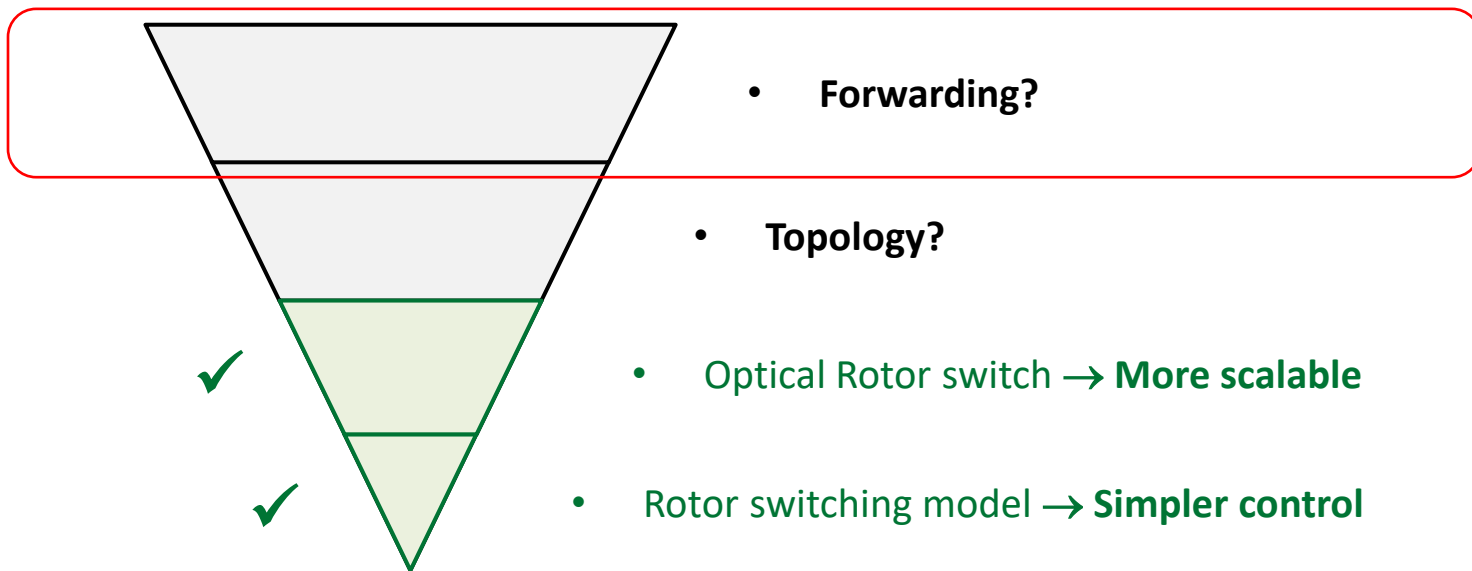 • Forwarding?
• Topology?
✓ • Optical Rotor switch → More scalable
✓ • Rotor switching model → Simpler control